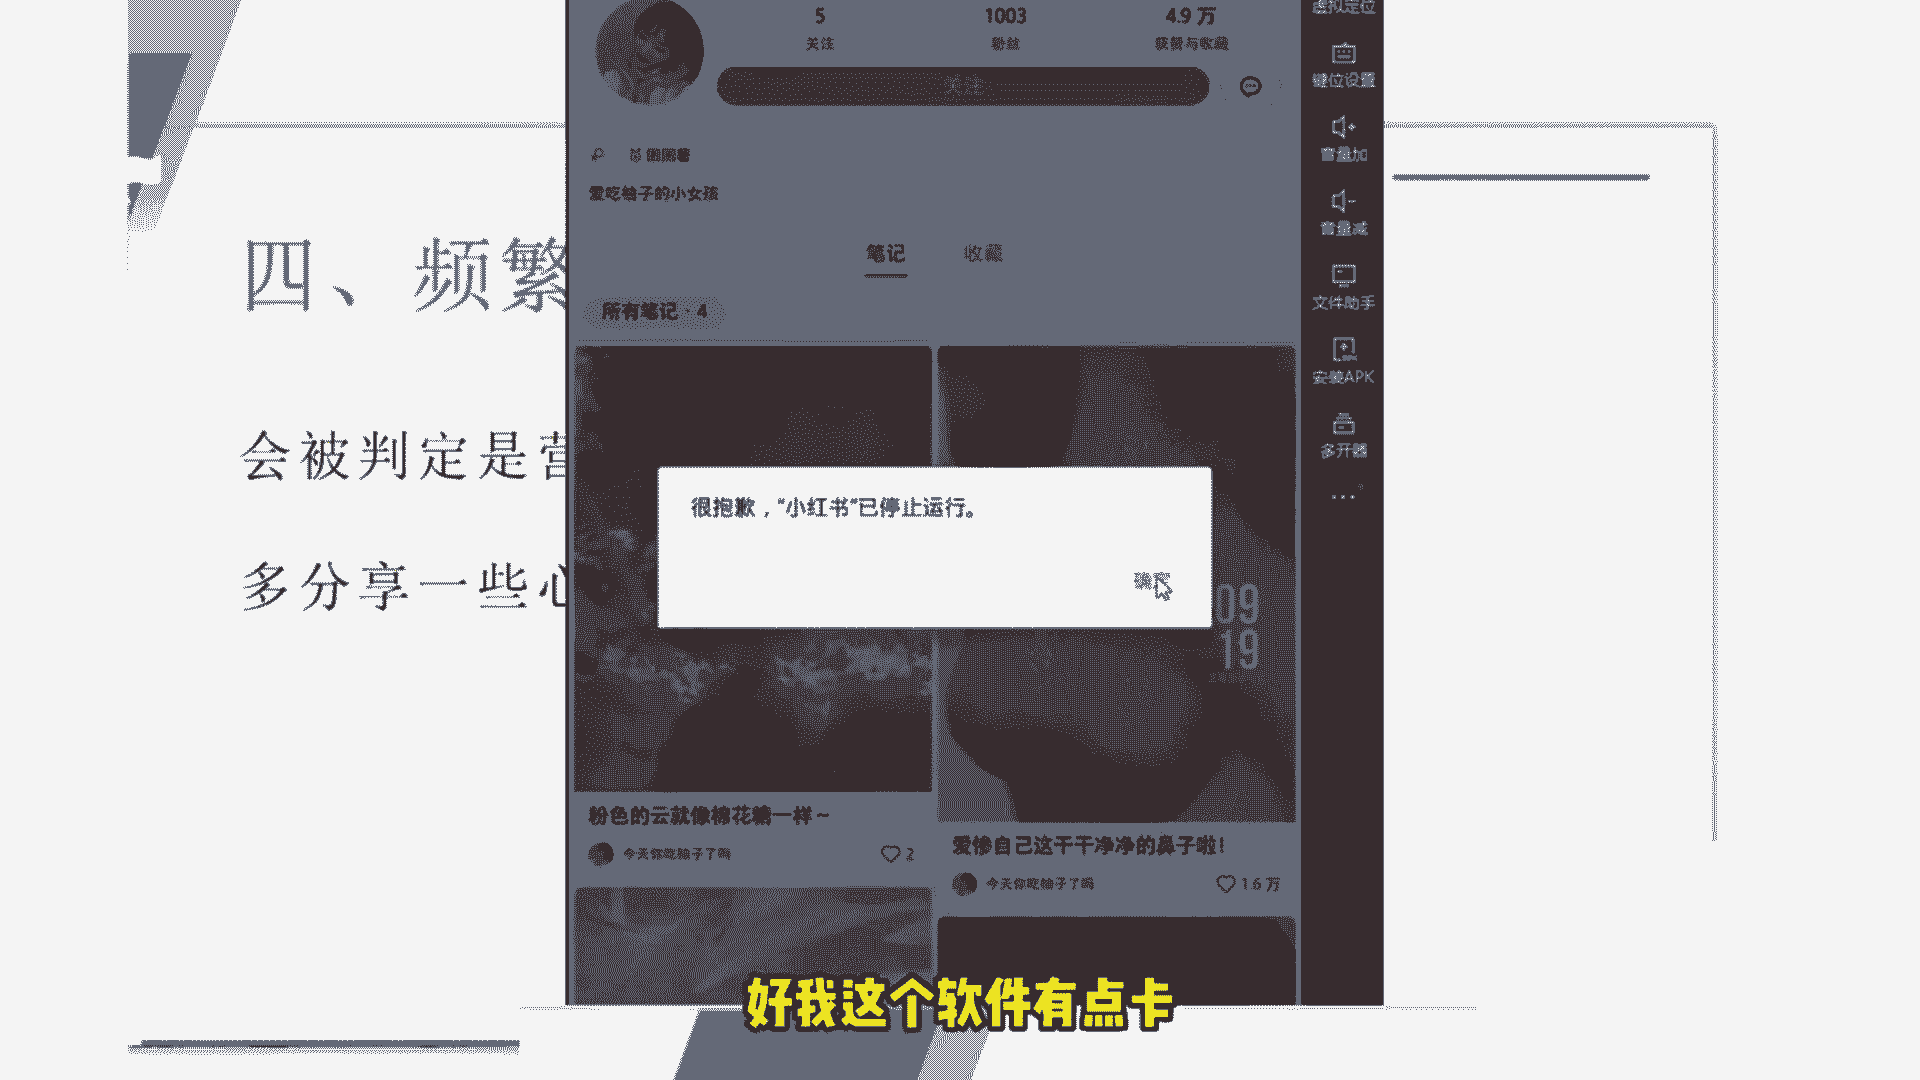 5
1003
4.9 万
关注
粉丝
获赞与收藏
关注
困困薯
爱吃柚子的小女孩
笔记
收藏
所有笔记 · 4
四、频繁
会被判定是营
多分享一些心
很抱歉，“小红书”已停止运行。
确定
09
19
粉色的云就像棉花糖一样～
今天你吃柚子了吗
2
爱惨自己这干干净净的鼻子啦！
今天你吃柚子了吗
1.6 万
虚拟定位
键位设置
音量加
音量减
文件助手
安装APK
多开器
...
好我这个软件有点卡